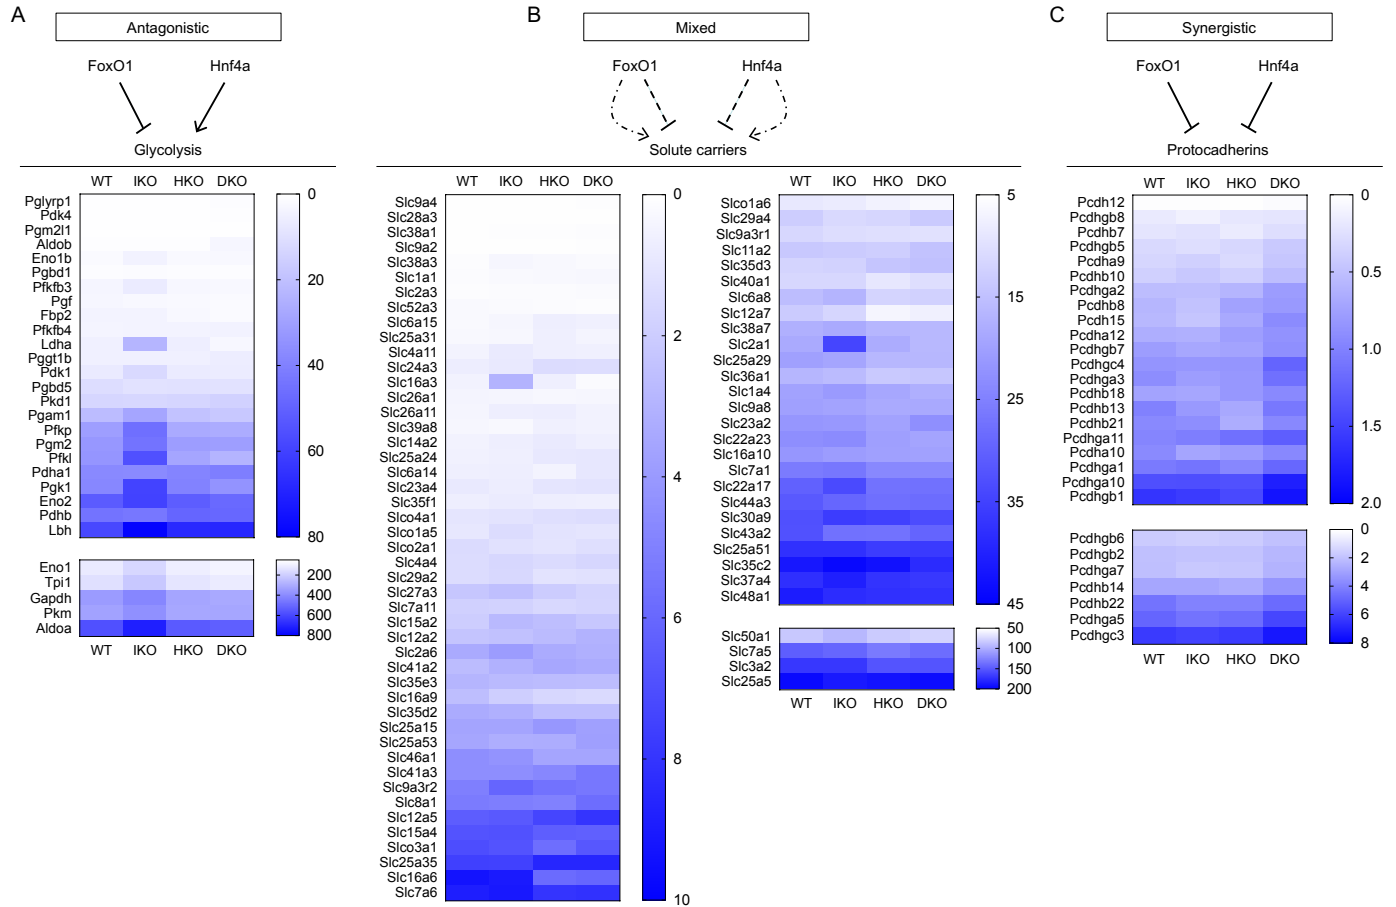 A
Antagonistic
FoxO1 Hnf4a
Glycolysis
WT IKO HKO DKO
Pglyrp1
Pdk4
Pgm2l1
Aldob
Eno1b
Pgbd1
Pfkfb3
Pgf
Fbp2
Pfkfb4
Ldha
Pggt1b
Pdk1
Pgbd5
Pkd1
Pgam1
Pfkp
Pgm2
Pfkl
Pdha1
Pgk1
Eno2
Pdhb
Lbh
0
20
40
60
80
Eno1
Tpi1
Gapdh
Pkm
Aldoa
200
400
600
800
WT IKO HKO DKO
B
Mixed
FoxO1 Hnf4a
Solute carriers
WT IKO HKO DKO
Slc9a4
Slc28a3
Slc38a1
Slc9a2
Slc38a3
Slc1a1
Slc2a3
Slc52a3
Slc6a15
Slc25a31
Slc4a11
Slc24a3
Slc16a3
Slc26a1
Slc26a11
Slc39a8
Slc14a2
Slc25a24
Slc6a14
Slc23a4
Slc35f1
Slco4a1
Slco1a5
Slco2a1
Slc4a4
Slc29a2
Slc27a3
Slc7a11
Slc15a2
Slc12a2
Slc2a6
Slc41a2
Slc35e3
Slc16a9
Slc35d2
Slc25a15
Slc25a53
Slc46a1
Slc41a3
Slc9a3r2
Slc8a1
Slc12a5
Slc15a4
Slco3a1
Slc25a35
Slc16a6
Slc7a6
0
2
4
6
8
10
WT IKO HKO DKO
Slco1a6
Slc29a4
Slc9a3r1
Slc11a2
Slc35d3
Slc40a1
Slc6a8
Slc12a7
Slc38a7
Slc2a1
Slc25a29
Slc36a1
Slc1a4
Slc9a8
Slc23a2
Slc22a23
Slc16a10
Slc7a1
Slc22a17
Slc44a3
Slc30a9
Slc43a2
Slc25a51
Slc35c2
Slc37a4
Slc48a1
5
15
25
35
45
Slc50a1
Slc7a5
Slc3a2
Slc25a5
50
100
150
200
WT IKO HKO DKO
C
Synergistic
FoxO1 Hnf4a
Protocadherins
WT IKO HKO DKO
Pcdh12
Pcdhgb8
Pcdhb7
Pcdhgb5
Pcdha9
Pcdhb10
Pcdhga2
Pcdhb8
Pcdh15
Pcdha12
Pcdhgb7
Pcdhgc4
Pcdhga3
Pcdhb18
Pcdhb13
Pcdhb21
Pcdhga11
Pcdha10
Pcdhga1
Pcdhga10
Pcdhgb1
0
0.5
1.0
1.5
2.0
Pcdhgb6
Pcdhgb2
Pcdhga7
Pcdhb14
Pcdhb22
Pcdhga5
Pcdhgc3
0
2
4
6
8
WT IKO HKO DKO